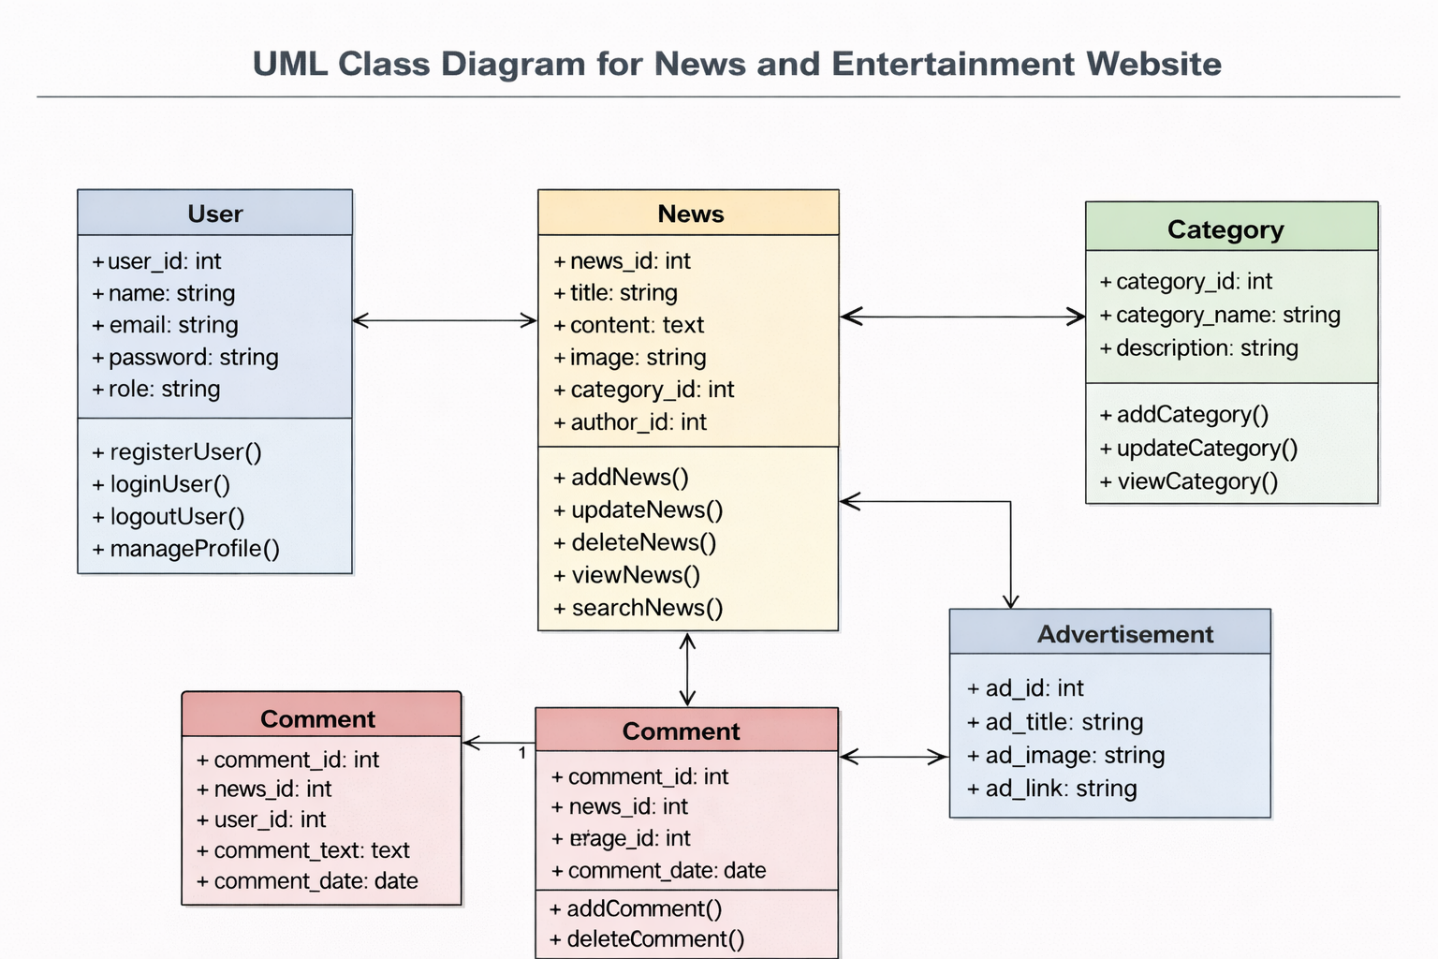 UML Class Diagram for News and Entertainment Website
User
+ user_id: int
+ name: string
+ email: string
+ password: string
+ role: string
+ registerUser()
+ loginUser()
+ logoutUser()
+ manageProfile()
News
+ news_id: int
+ title: string
+ content: text
+ image: string
+ category_id: int
+ author_id: int
+ addNews()
+ updateNews()
+ deleteNews()
+ viewNews()
+ searchNews()
Category
+ category_id: int
+ category_name: string
+ description: string
+ addCategory()
+ updateCategory()
+ viewCategory()
Advertisement
+ ad_id: int
+ ad_title: string
+ ad_image: string
+ ad_link: string
Comment
+ comment_id: int
+ news_id: int
+ user_id: int
+ comment_text: text
+ comment_date: date
1
Comment
+ comment_id: int
+ news_id: int
+ int
+ comment_date: date
+ addComment()
+ deleteComment()